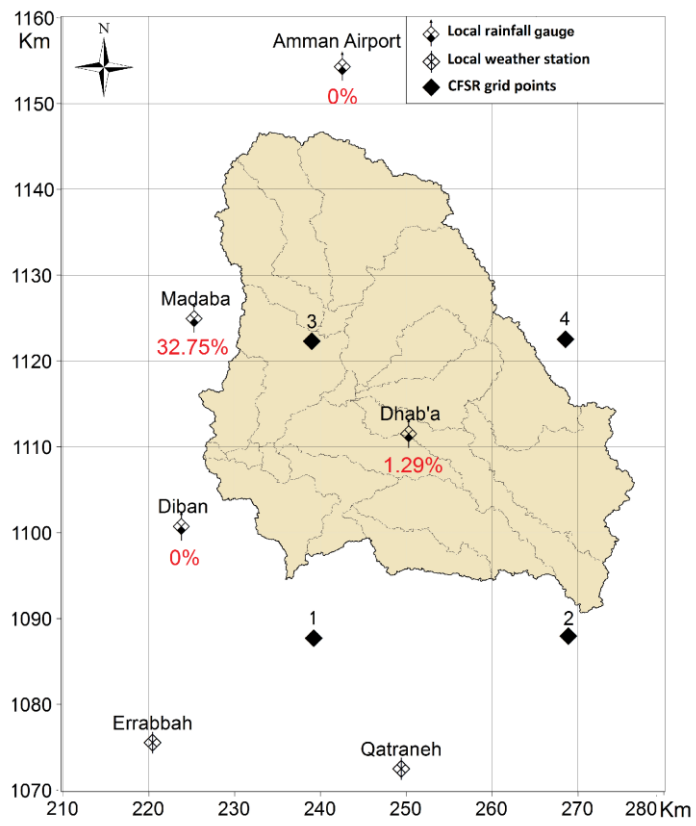 1160
Km
N
Amman Airport
0%
Local rainfall gauge
Local weather station
CFSR grid points
1150
1140
1130
Madaba
32.75%
3
4
1120
Dhab'a
1.29%
1110
Diban
0%
1100
1090
1
2
1080
Errabbah
Qatraneh
1070
210 220 230 240 250 260 270 280 Km